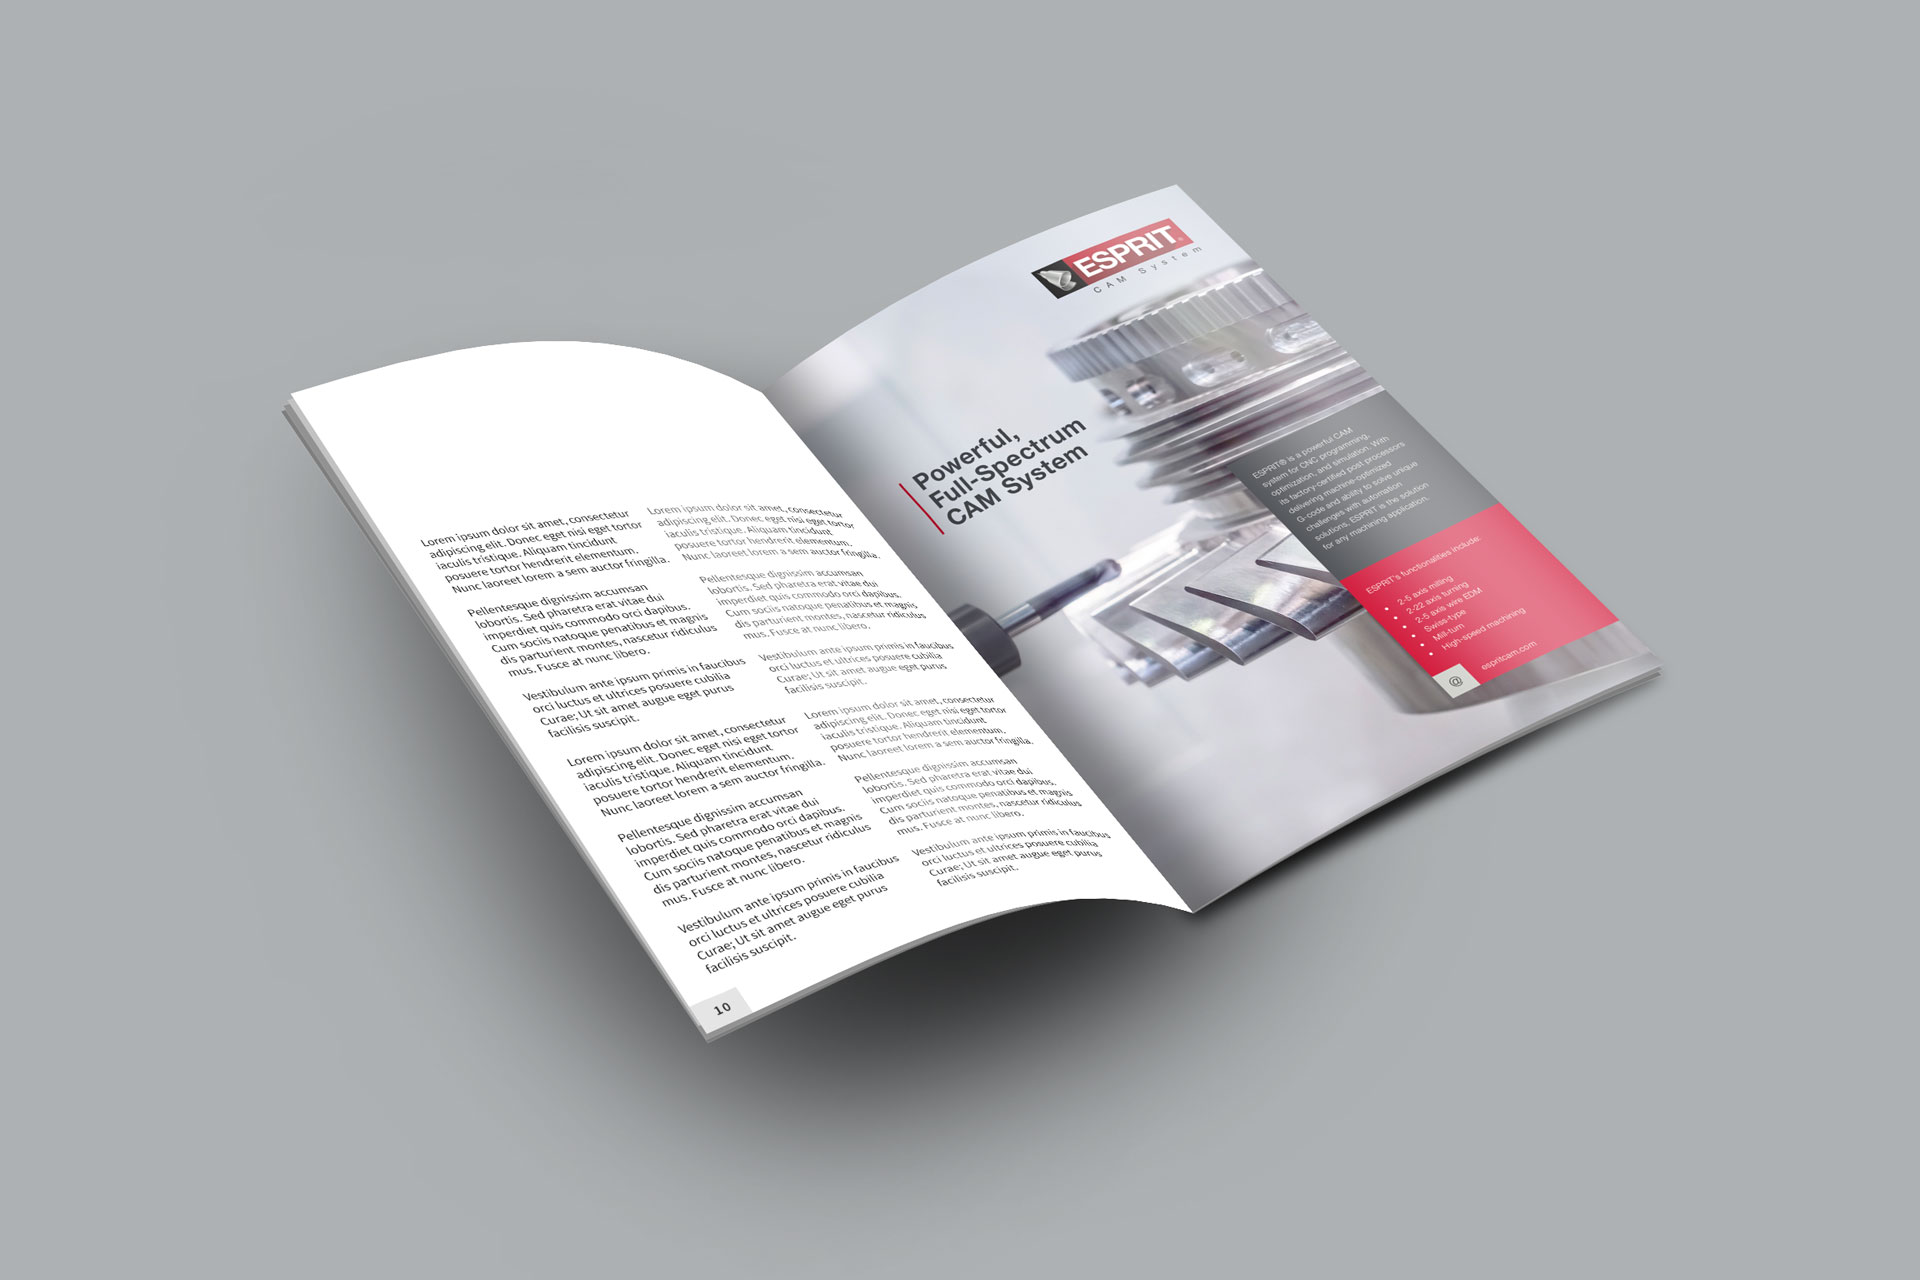 Lorem ipsum dolor sit amet, consectetur
adipiscing elit. Donec eget nisi eget tortor
iaculis tristique. Aliquam tincidunt
posuere tortor hendrerit elementum.
Nunc laoreet lorem a sem auctor fringilla.
Pellentesque dignissim accumsan
lobortis. Sed pharetra erat vitae dui
imperdiet quis commodo orci dapibus.
Cum sociis natoque penatibus et magnis
dis parturient montes, nascetur ridiculus
mus. Fusce at nunc libero.
Vestibulum ante ipsum primis in faucibus
orci luctus et ultrices posuere cubilia
Curae; Ut sit amet augue eget purus
facilisis suscipit.
Lorem ipsum dolor sit amet, consectetur
adipiscing elit. Donec eget nisi eget tortor
iaculis tristique. Aliquam tincidunt
posuere tortor hendrerit elementum.
Nunc laoreet lorem a sem auctor fringilla.
Pellentesque dignissim accumsan
lobortis. Sed pharetra erat vitae dui
imperdiet quis commodo orci dapibus.
Cum sociis natoque penatibus et magnis
dis parturient montes, nascetur ridiculus
mus. Fusce at nunc libero.
Vestibulum ante ipsum primis in faucibus
orci luctus et ultrices posuere cubilia
Curae; Ut sit amet augue eget purus
facilisis suscipit.
Lorem ipsum dolor sit amet, consectetur
adipiscing elit. Donec eget nisi eget tortor
iaculis tristique. Aliquam tincidunt
posuere tortor hendrerit elementum.
Nunc laoreet lorem a sem auctor fringilla.
Pellentesque dignissim accumsan
lobortis. Sed pharetra erat vitae dui
imperdiet quis commodo orci dapibus.
Cum sociis natoque penatibus et magnis
dis parturient montes, nascetur ridiculus
mus. Fusce at nunc libero.
Vestibulum ante ipsum primis in faucibus
orci luctus et ultrices posuere cubilia
Curae; Ut sit amet augue eget purus
facilisis suscipit.
Lorem ipsum dolor sit amet, consectetur
adipiscing elit. Donec eget nisi eget tortor
iaculis tristique. Aliquam tincidunt
posuere tortor hendrerit elementum.
Nunc laoreet lorem a sem auctor fringilla.
Pellentesque dignissim accumsan
lobortis. Sed pharetra erat vitae dui
imperdiet quis commodo orci dapibus.
Cum sociis natoque penatibus et magnis
dis parturient montes, nascetur ridiculus
mus. Fusce at nunc libero.
Vestibulum ante ipsum primis in faucibus
orci luctus et ultrices posuere cubilia
Curae; Ut sit amet augue eget purus
facilisis suscipit.
10
ESPRIT®
CAM System
Powerful,
Full-Spectrum
CAM System
ESPRIT® is a powerful CAM
system for CNC programming,
optimization, and simulation. With
its factory-certified post processors
delivering machine-optimized
G-code and ability to solve unique
challenges with automation
solutions, ESPRIT is the solution
for any machining application.
ESPRIT's functionalities include:
• 2-5 axis milling
• 2-22 axis turning
• 2-5 axis wire EDM
• Swiss-type
• Mill-turn
• High-speed machining
@ espritcam.com